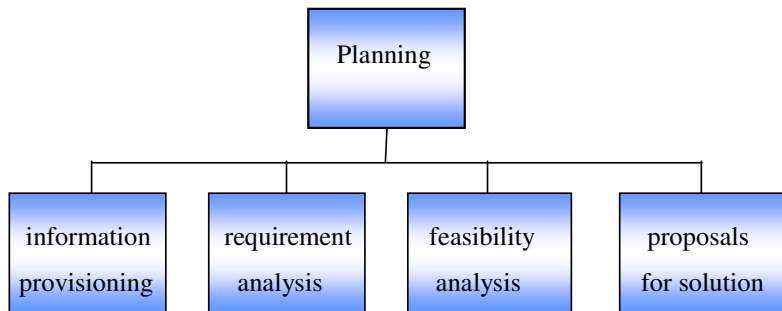 Planning
information
provisioning
requirement
analysis
feasibility
analysis
proposals
for solution